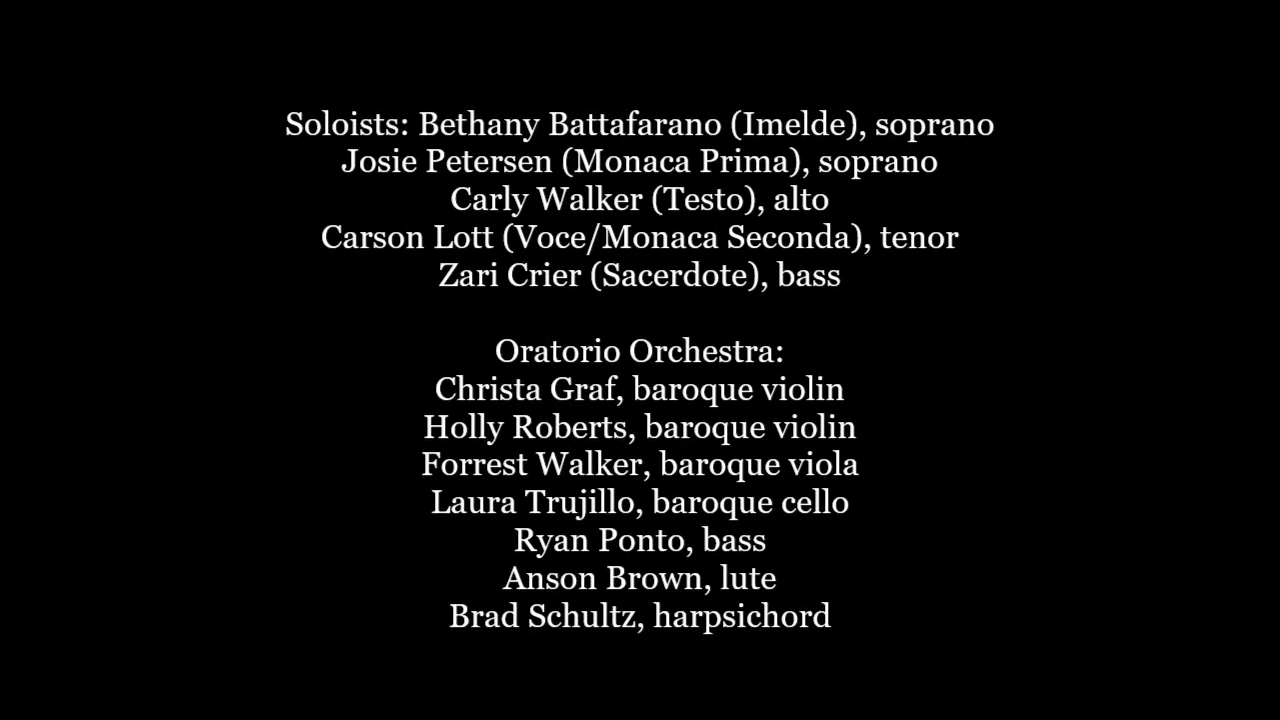 Soloists: Bethany Battafarano (Imelde), soprano
Josie Petersen (Monaca Prima), soprano
Carly Walker (Testo), alto
Carson Lott (Voce/Monaca Seconda), tenor
Zari Crier (Sacerdote), bass
Oratorio Orchestra:
Christa Graf, baroque violin
Holly Roberts, baroque violin
Forrest Walker, baroque viola
Laura Trujillo, baroque cello
Ryan Ponto, bass
Anson Brown, lute
Brad Schultz, harpsichord